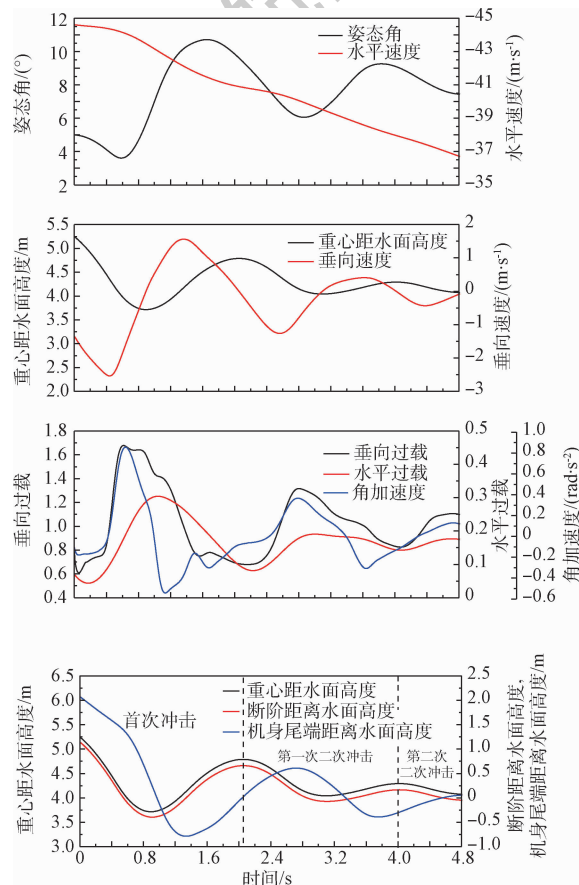 12
10
8
6
4
2
姿态角/(°)
姿态角
水平速度
-45
-43
-41
-39
-37
-35
水平速度/(m·s⁻¹)
5.5
5.0
4.5
4.0
3.5
3.0
2.5
2.0
重心距水面高度/m
重心距水面高度
垂向速度
2
1
0
-1
-2
-3
垂向速度/(m·s⁻¹)
1.8
1.6
1.4
1.2
1.0
0.8
0.6
0.4
垂向过载
垂向过载
水平过载
角加速度
0.5
0.4
0.3
0.2
0.1
0
水平过载
1.0
0.8
0.6
0.4
0.2
0
-0.2
-0.4
-0.6
角加速度/(rad·s⁻²)
6.5
6.0
5.5
5.0
4.5
4.0
3.5
3.0
重心距水面高度/m
重心距水面高度
断阶距离水面高度
机身尾端距离水面高度
首次冲击
第一次二次冲击
第二次
二次冲击
2.5
2.0
1.5
1.0
0.5
0
-0.5
-1.0
断阶距离水面高度,
机身尾端距离水面高度/m
0 0.8 1.6 2.4 3.2 4.0 4.8
时间/s